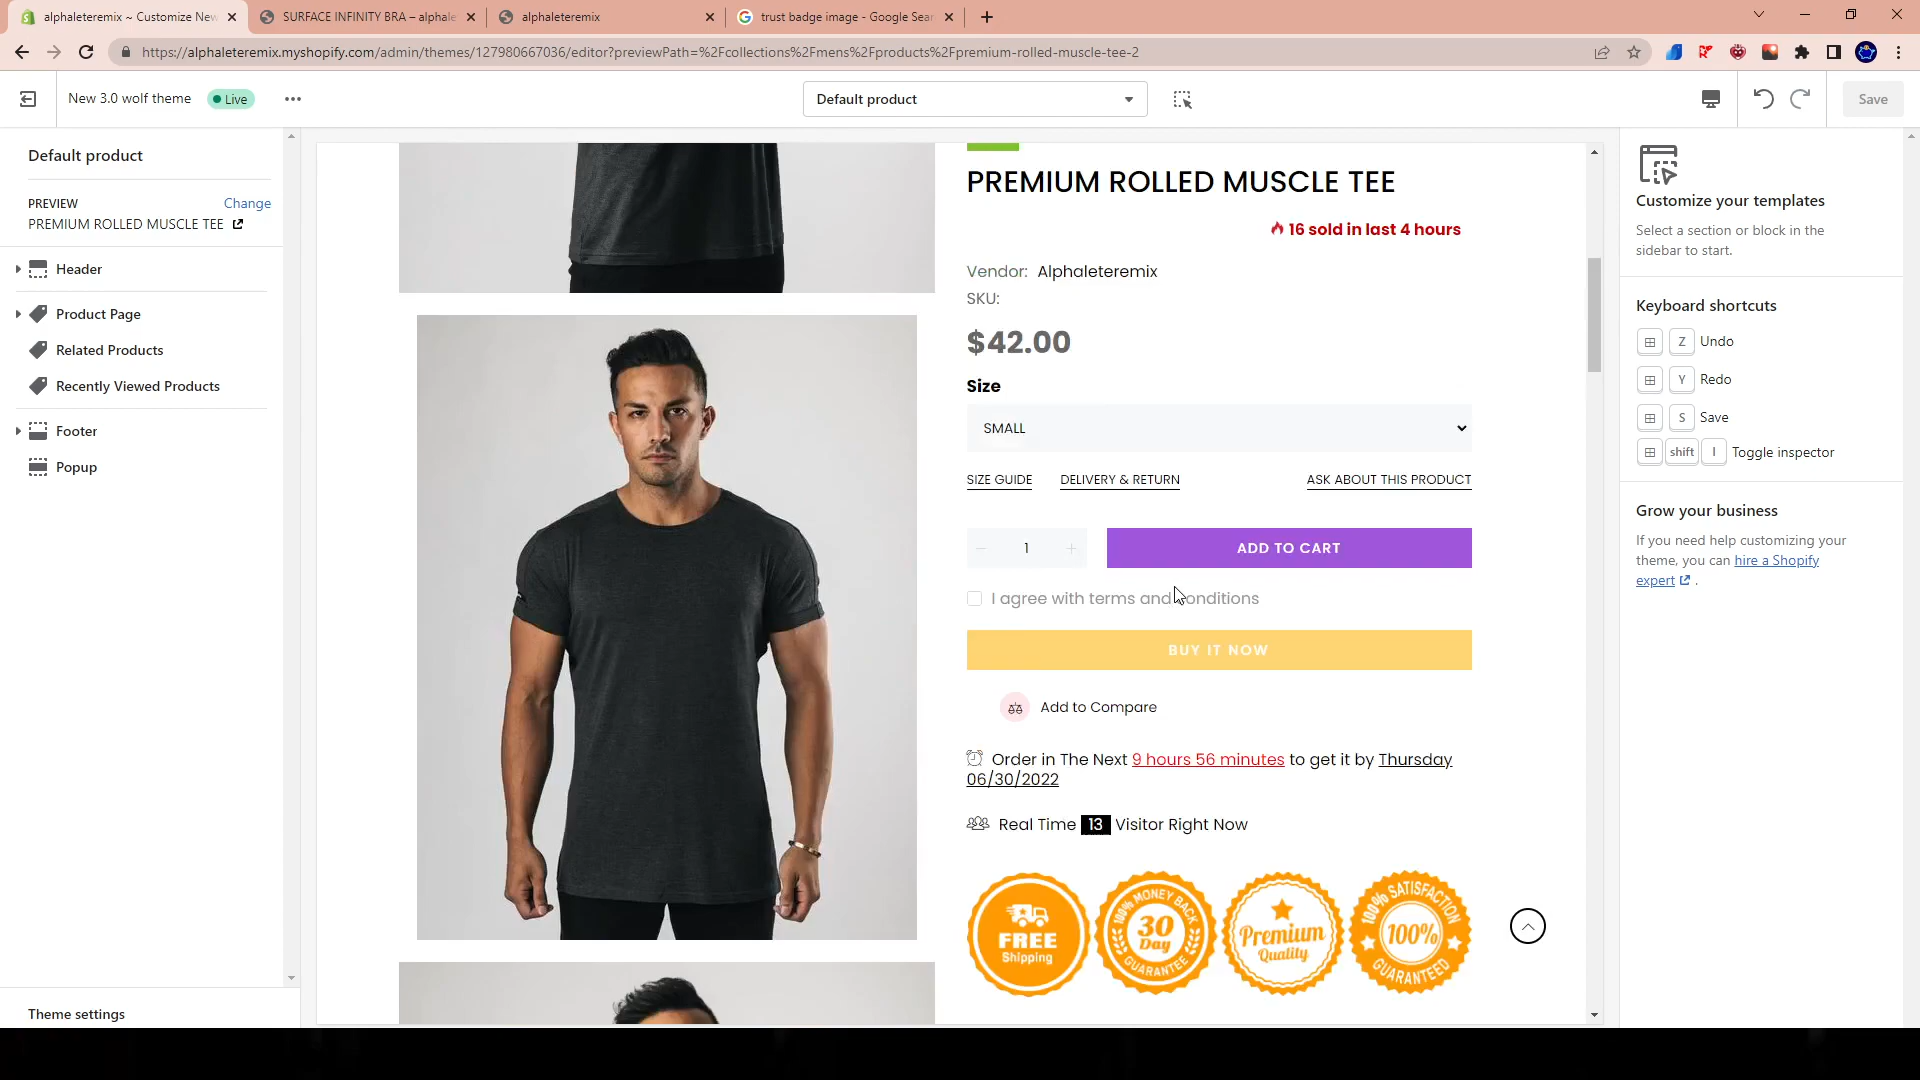 alphaleteremix ~ Customize New
SURFACE INFINITY BRA – alphale
alphaleteremix
trust badge image - Google Sear
https://alphaleteremix.myshopify.com/admin/themes/127980667036/editor?previewPath=%2Fcollections%2Fmens%2Fproducts%2Fpremium-rolled-muscle-tee-2
New 3.0 wolf theme
Live
Default product
Save
Default product
PREVIEW
Change
PREMIUM ROLLED MUSCLE TEE
Header
Product Page
Related Products
Recently Viewed Products
Footer
Popup
Theme settings
PREMIUM ROLLED MUSCLE TEE
16 sold in last 4 hours
Vendor: Alphaleteremix
SKU:
$42.00
Size
SMALL
SIZE GUIDE
DELIVERY & RETURN
ASK ABOUT THIS PRODUCT
1
ADD TO CART
I agree with terms and conditions
BUY IT NOW
Add to Compare
Order in The Next 9 hours 56 minutes to get it by Thursday
06/30/2022
Real Time 13 Visitor Right Now
FREE
Shipping
100% MONEY BACK
30
Day
GUARANTEE
Premium
Quality
100% SATISFACTION
100%
GUARANTEED
Customize your templates
Select a section or block in the
sidebar to start.
Keyboard shortcuts
Z Undo
Y Redo
S Save
shift I Toggle inspector
Grow your business
If you need help customizing your
theme, you can hire a Shopify
expert .